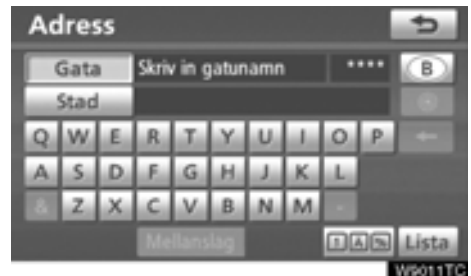 Adress
Gata Skriv in gatunamn **** B
Stad
Q W E R T Y U I O P ←
A S D F G H J K L
& Z X C V B N M -
Mellanslag Lista
W9011TC